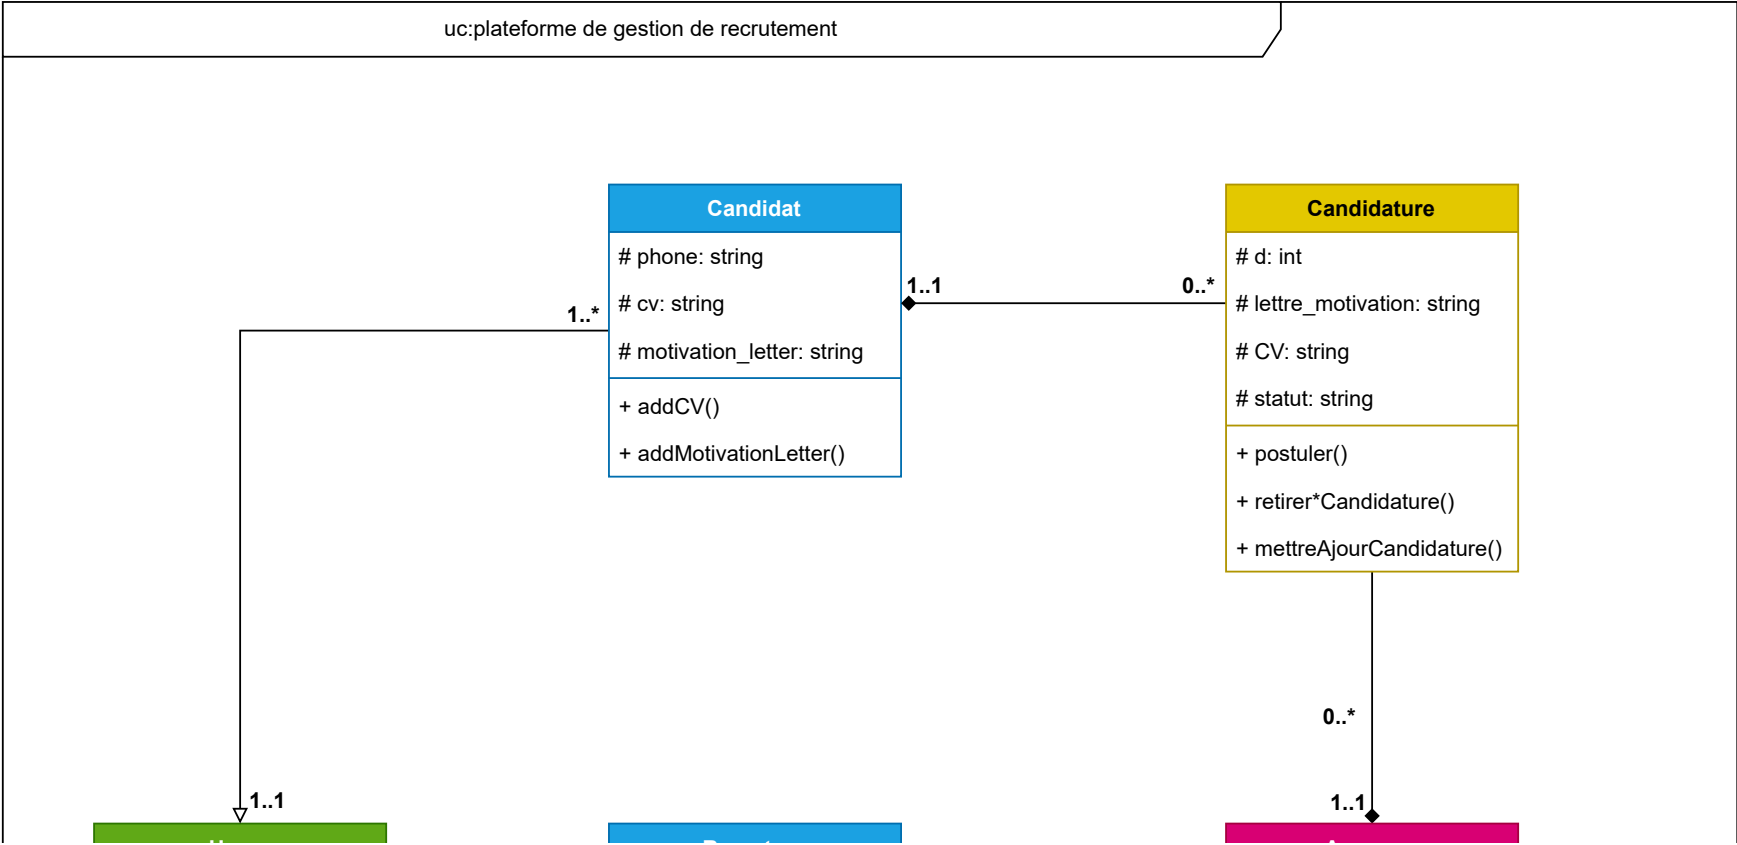 uc:plateforme de gestion de recrutement
Candidat
# phone: string
# cv: string
# motivation_letter: string
+ addCV()
+ addMotivationLetter()
Candidature
# d: int
# lettre_motivation: string
# CV: string
# statut: string
+ postuler()
+ retirer*Candidature()
+ mettreAjourCandidature()
1..1
0..*
1..*
0..*
1..1
1..1